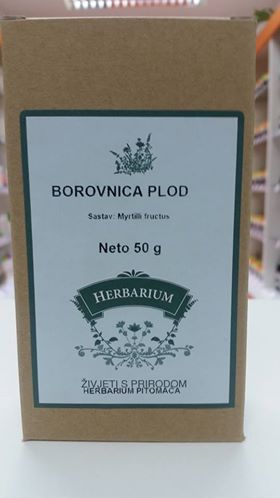 BOROVNICA PLOD
Sastav: Myrtilli fructus
Neto 50 g
HERBARIUM
ŽIVJETI S PRIRODOM
HERBARIUM PITOMAČA